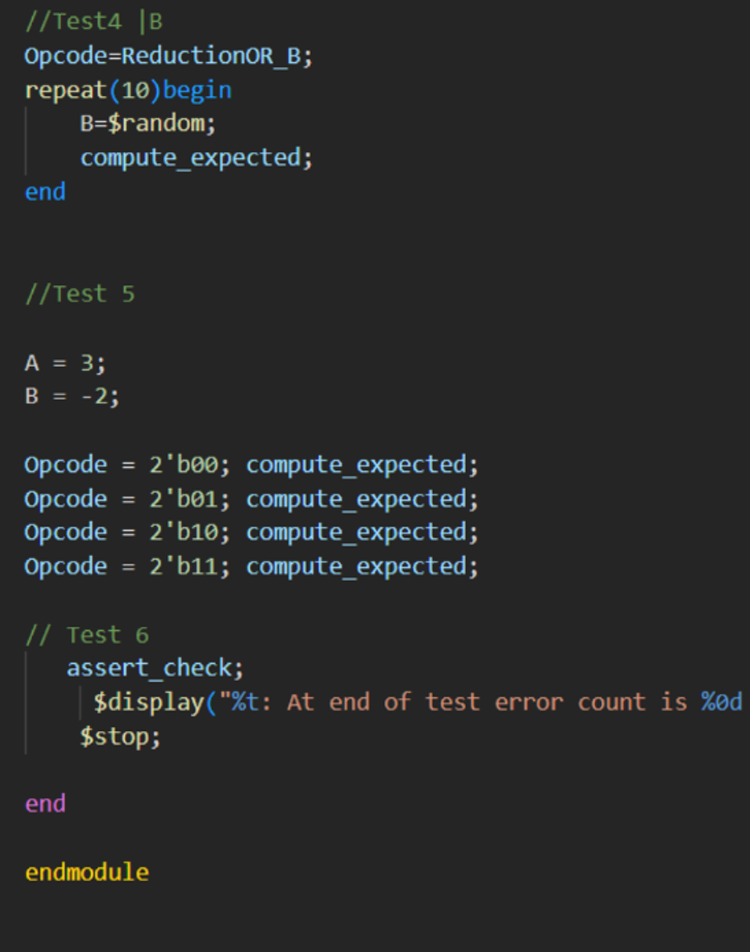 //Test4 |B
Opcode=ReductionOR_B;
repeat(10)begin
B=$random;
compute_expected;
end
//Test 5
A = 3;
B = -2;
Opcode = 2'b00; compute_expected;
Opcode = 2'b01; compute_expected;
Opcode = 2'b10; compute_expected;
Opcode = 2'b11; compute_expected;
// Test 6
assert_check;
$display("%t: At end of test error count is %0d
$stop;
end
endmodule